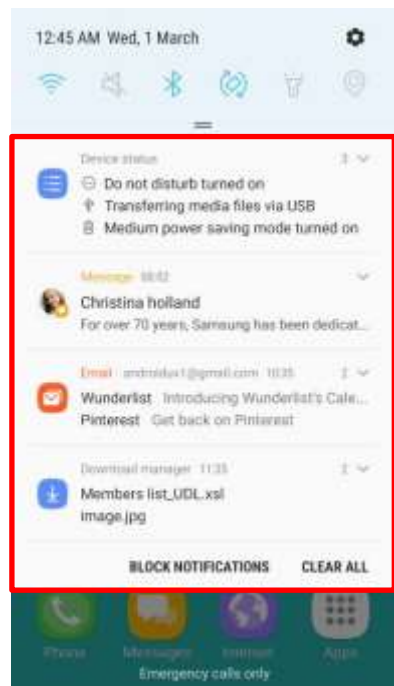 12:45 AM Wed, 1 March
Device status 3
Do not disturb turned on
Transferring media files via USB
Medium power saving mode turned on
Message
Christina holland
For over 70 years, Samsung has been dedicat...
Email androidux1@gmail.com 10:35 2
Wunderlist Introducing Wunderlist's Cale...
Pinterest Get back on Pinterest
Download manager 11:35 2
Members list_UDL.xsl
image.jpg
BLOCK NOTIFICATIONS CLEAR ALL
Phone Messages Internet Apps
Emergency calls only